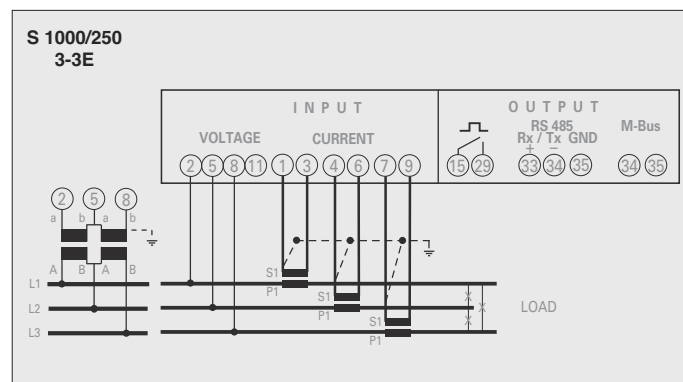 S 1000/250
3-3E
INPUT
OUTPUT
VOLTAGE
CURRENT
RS 485
Rx / Tx GND
+ −
M-Bus
2 5 8 11 1 3 4 6 7 9 15 29 33 34 35 34 35
2 5 8
a b a b
A B A B
L1
L2
L3
S1
P1
S1
P1
S1
P1
LOAD